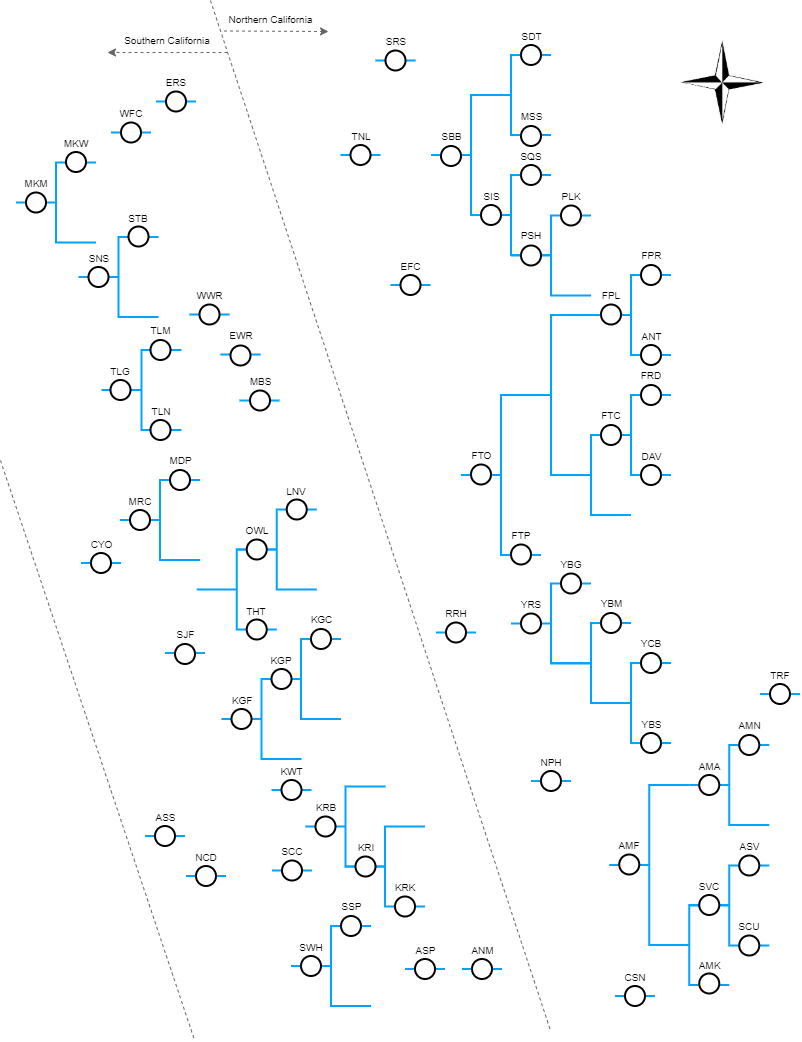 Northern California
Southern California
SDT
SRS
ERS
WFC
MSS
TNL
SBB
MKW
SQS
MKM
SIS
PLK
STB
PSH
SNS
EFC
FPR
WWR
FPL
TLM
EWR
ANT
TLG
MBS
FRD
TLN
FTC
MDP
FTO
DAV
LNV
MRC
OWL
FTP
CYO
YBG
THT
KGC
RRH
YRS
YBM
SJF
YCB
KGP
TRF
KGF
YBS
AMN
KWT
NPH
AMA
KRB
ASS
KRI
AMF
NCD
SCC
ASV
KRK
SVC
SSP
SCU
SWH
ASP
ANM
AMK
CSN